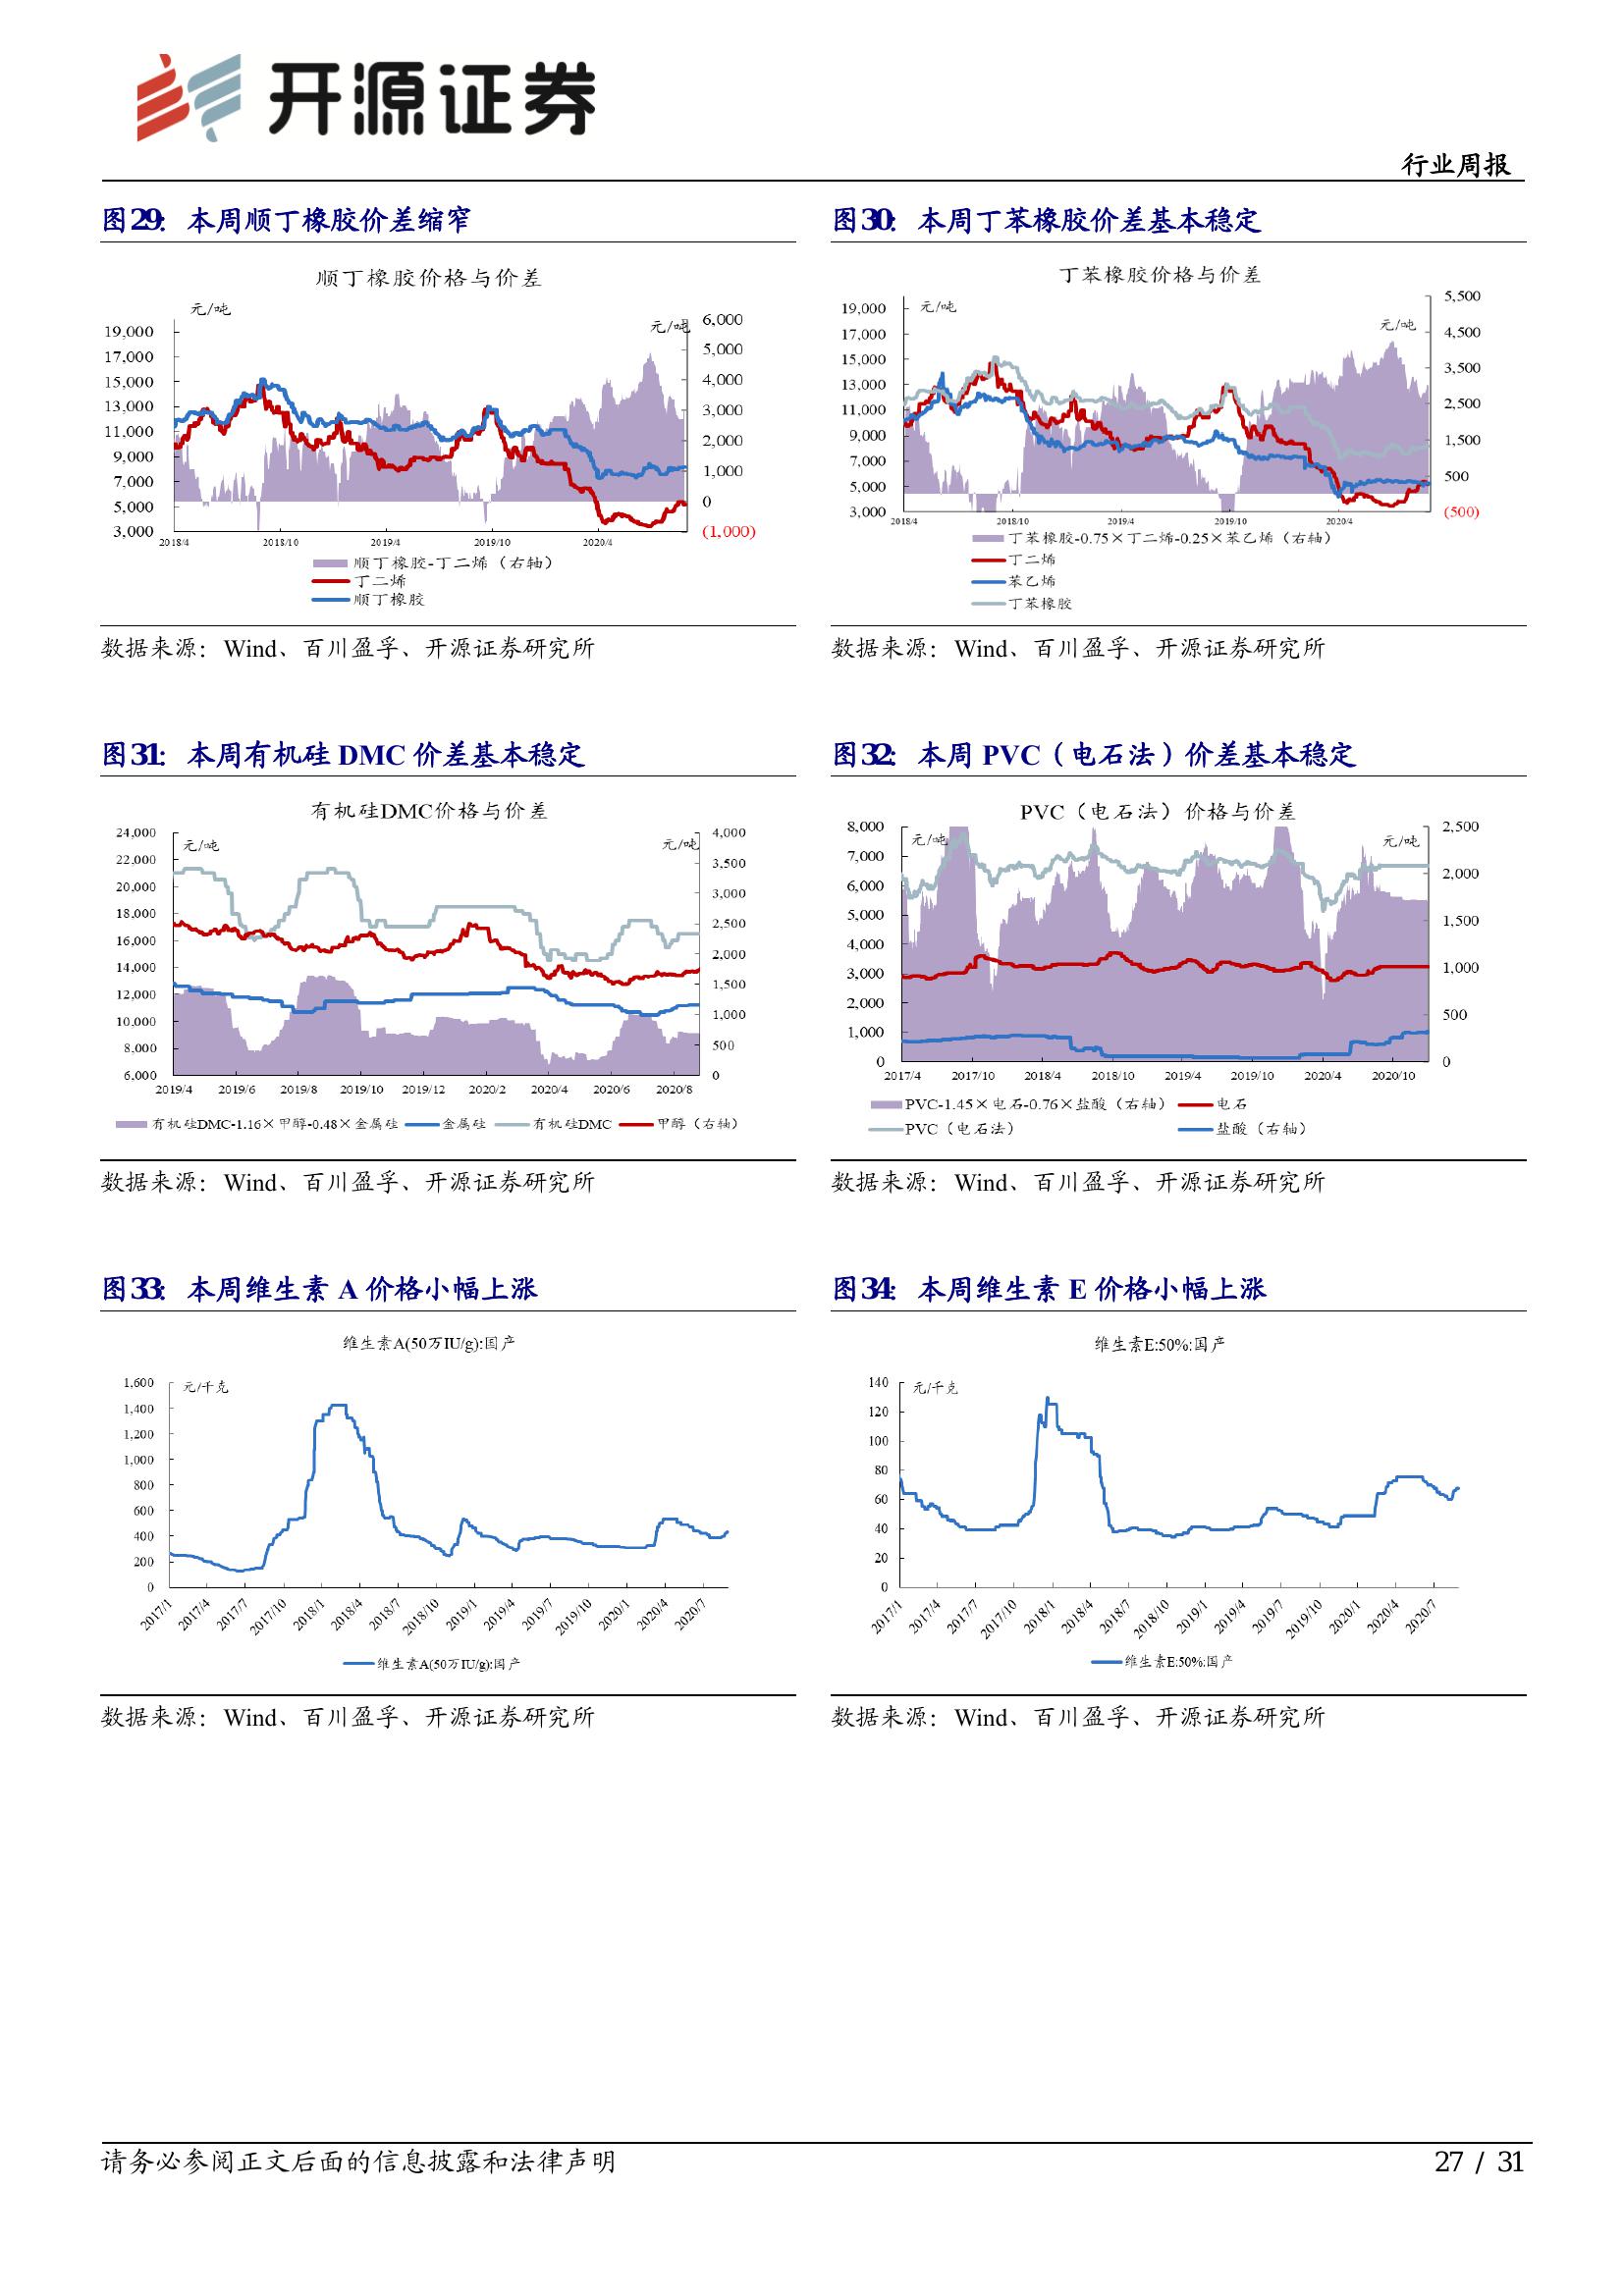 开源证券
行业周报
图29： 本周顺丁橡胶价差缩窄
顺丁橡胶价格与价差
元/吨
元/吨
19,000
17,000
15,000
13,000
11,000
9,000
7,000
5,000
3,000
6,000
5,000
4,000
3,000
2,000
1,000
0
(1,000)
2018/4 2018/10 2019/4 2019/10 2020/4
顺丁橡胶-丁二烯（右轴）
丁二烯
顺丁橡胶
数据来源：Wind、百川盈孚、开源证券研究所
图30： 本周丁苯橡胶价差基本稳定
丁苯橡胶价格与价差
元/吨
元/吨
19,000
17,000
15,000
13,000
11,000
9,000
7,000
5,000
3,000
5,500
4,500
3,500
2,500
1,500
500
(500)
2018/4 2018/10 2019/4 2019/10 2020/4
丁苯橡胶-0.75×丁二烯-0.25×苯乙烯（右轴）
丁二烯
苯乙烯
丁苯橡胶
数据来源：Wind、百川盈孚、开源证券研究所
图31： 本周有机硅 DMC 价差基本稳定
有机硅DMC价格与价差
元/吨
元/吨
24,000
22,000
20,000
18,000
16,000
14,000
12,000
10,000
8,000
6,000
4,000
3,500
3,000
2,500
2,000
1,500
1,000
500
0
2019/4 2019/6 2019/8 2019/10 2019/12 2020/2 2020/4 2020/6 2020/8
有机硅DMC-1.16×甲醇-0.48×金属硅 金属硅 有机硅DMC 甲醇（右轴）
数据来源：Wind、百川盈孚、开源证券研究所
图32： 本周 PVC（电石法）价差基本稳定
PVC（电石法）价格与价差
元/吨
元/吨
8,000
7,000
6,000
5,000
4,000
3,000
2,000
1,000
0
2,500
2,000
1,500
1,000
500
0
2017/4 2017/10 2018/4 2018/10 2019/4 2019/10 2020/4 2020/10
PVC-1.45×电石-0.76×盐酸（右轴） 电石
PVC（电石法） 盐酸（右轴）
数据来源：Wind、百川盈孚、开源证券研究所
图33： 本周维生素 A 价格小幅上涨
维生素A(50万IU/g):国产
元/千克
1,600
1,400
1,200
1,000
800
600
400
200
0
2017/1 2017/4 2017/7 2017/10 2018/1 2018/4 2018/7 2018/10 2019/1 2019/4 2019/7 2019/10 2020/1 2020/4 2020/7
维生素A(50万IU/g):国产
数据来源：Wind、百川盈孚、开源证券研究所
图34： 本周维生素 E 价格小幅上涨
维生素E:50%:国产
元/千克
140
120
100
80
60
40
20
0
2017/1 2017/4 2017/7 2017/10 2018/1 2018/4 2018/7 2018/10 2019/1 2019/4 2019/7 2019/10 2020/1 2020/4 2020/7
维生素E:50%:国产
数据来源：Wind、百川盈孚、开源证券研究所
请务必参阅正文后面的信息披露和法律声明
27 / 31